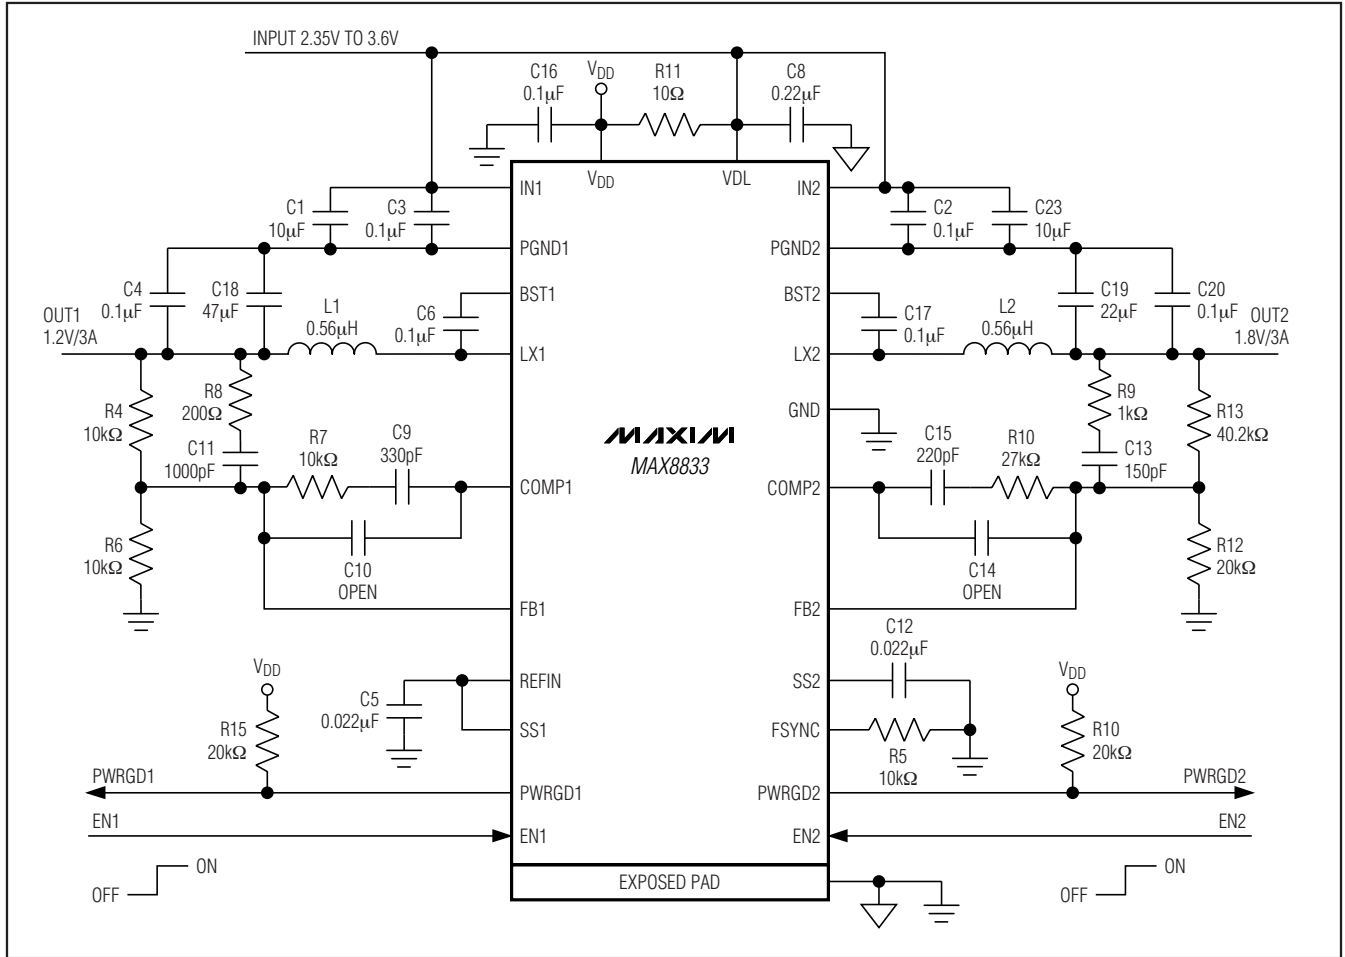 INPUT 2.35V TO 3.6V
C16
0.1μF
VDD
R11
10Ω
C8
0.22μF
VDD
VDL
IN1
IN2
C1
10μF
C3
0.1μF
C2
0.1μF
C23
10μF
PGND1
PGND2
C4
0.1μF
C18
47μF
L1
0.56μH
C6
0.1μF
BST1
BST2
C17
0.1μF
L2
0.56μH
C19
22μF
C20
0.1μF
OUT1
1.2V/3A
OUT2
1.8V/3A
LX1
LX2
R4
10kΩ
R8
200Ω
C11
1000pF
R7
10kΩ
C9
330pF
MAXIM
MAX8833
GND
C15
220pF
R10
27kΩ
R9
1kΩ
C13
150pF
R13
40.2kΩ
COMP1
COMP2
R6
10kΩ
C10
OPEN
C14
OPEN
R12
20kΩ
FB1
FB2
C12
0.022μF
VDD
R15
20kΩ
C5
0.022μF
REFIN
SS1
SS2
FSYNC
R5
10kΩ
VDD
R10
20kΩ
PWRGD1
PWRGD1
PWRGD2
PWRGD2
EN1
EN1
EN2
EN2
OFF
ON
EXPOSED PAD
OFF
ON